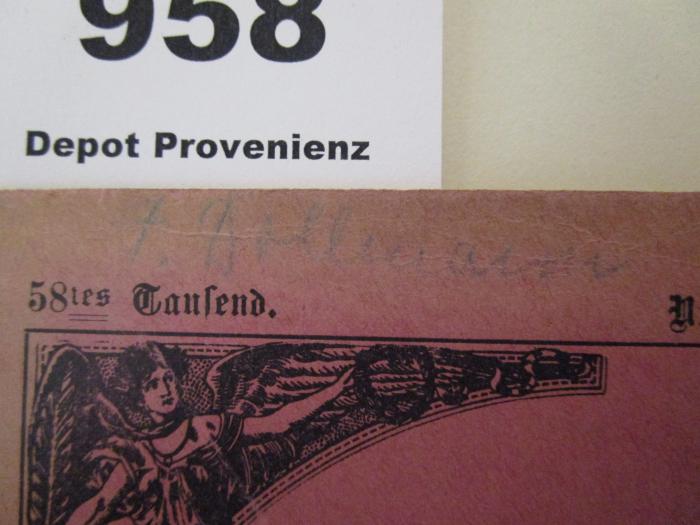 958
Depot Provenienz
58tes Tausend.